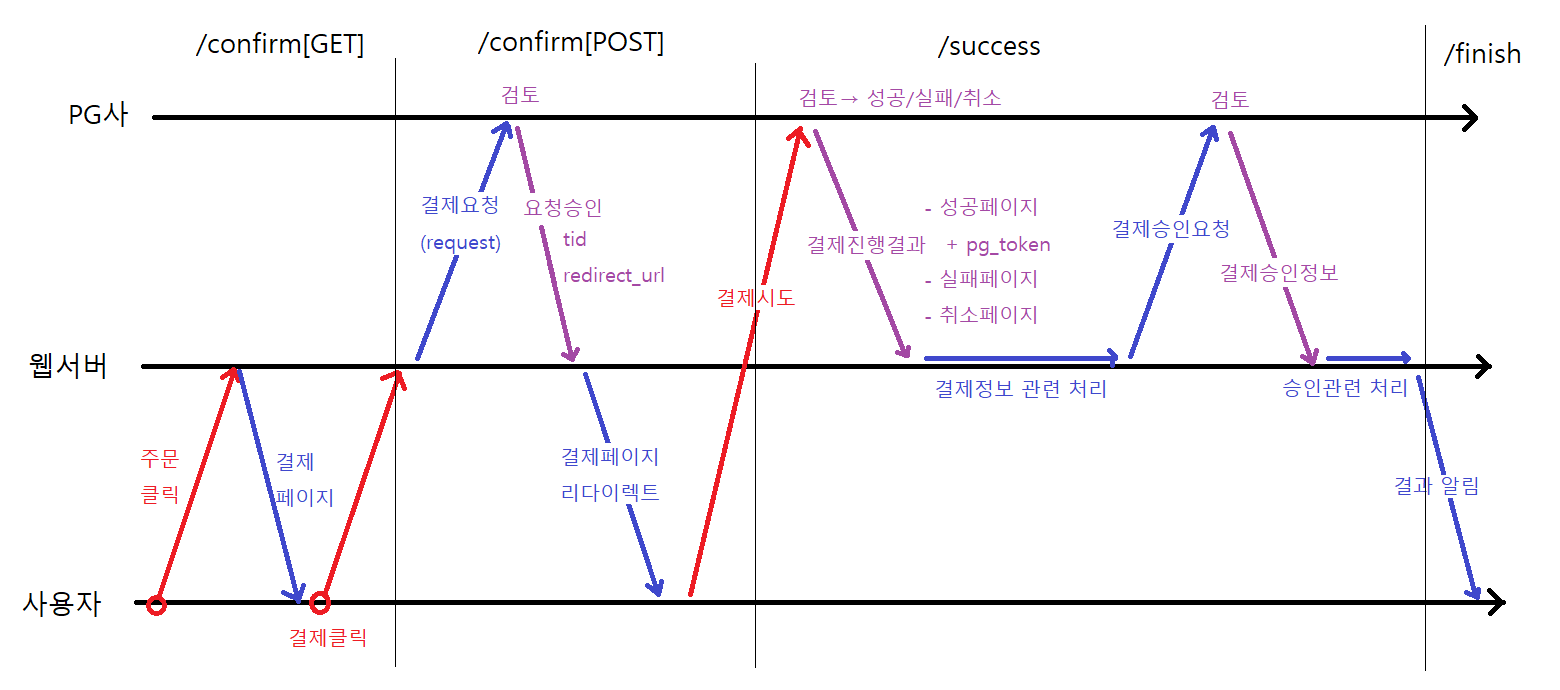 /confirm[GET]
/confirm[POST]
/success
/finish
PG사
검토
검토→ 성공/실패/취소
검토
결제요청
(request)
요청승인
tid
redirect_url
결제시도
결제진행결과
- 성공페이지
+ pg_token
- 실패페이지
- 취소페이지
결제승인요청
결제승인정보
웹서버
결제정보 관련 처리
승인관련 처리
주문
클릭
결제
페이지
결제페이지
리다이렉트
결과 알림
사용자
결제클릭